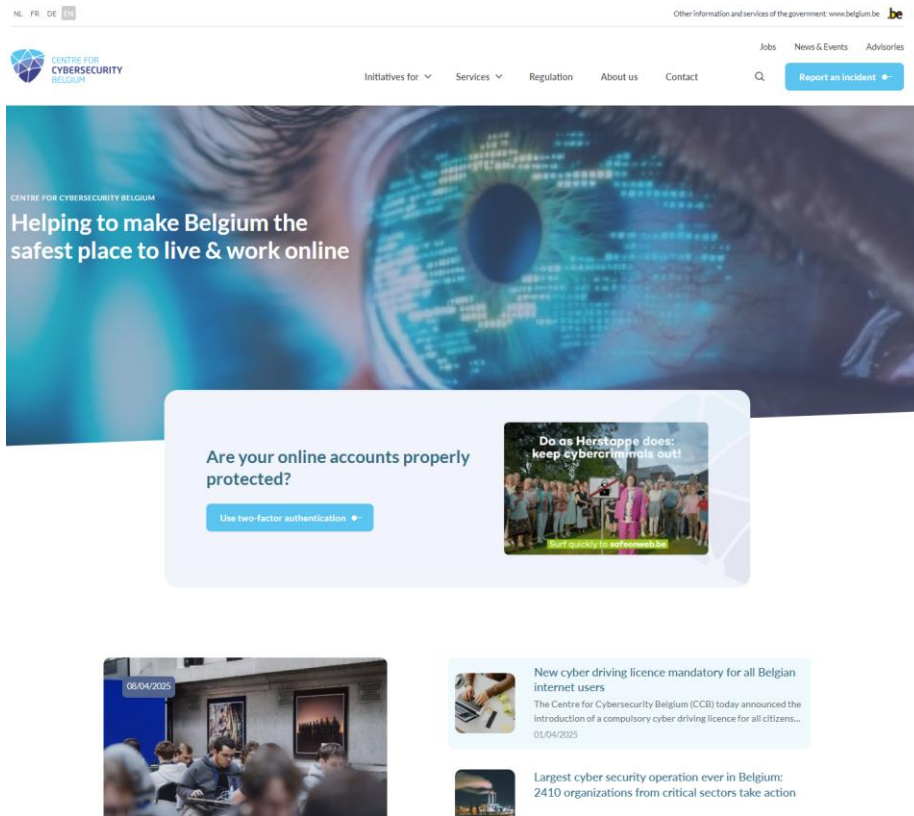 NL FR DE EN
Other information and services of the government: www.belgium.be .be
Jobs News & Events Advisories
CENTRE FOR
CYBERSECURITY
BELGIUM
Initiatives for Services Regulation About us Contact
Report an incident
CENTRE FOR CYBERSECURITY BELGIUM
Helping to make Belgium the
safest place to live & work online
Are your online accounts properly
protected?
Use two-factor authentication
Do as Herstappe does:
keep cybercriminals out!
Surf quickly to safeonweb.be
08/04/2025
New cyber driving licence mandatory for all Belgian
internet users
The Centre for Cybersecurity Belgium (CCB) today announced the
introduction of a compulsory cyber driving licence for all citizens...
01/04/2025
Largest cyber security operation ever in Belgium:
2410 organizations from critical sectors take action